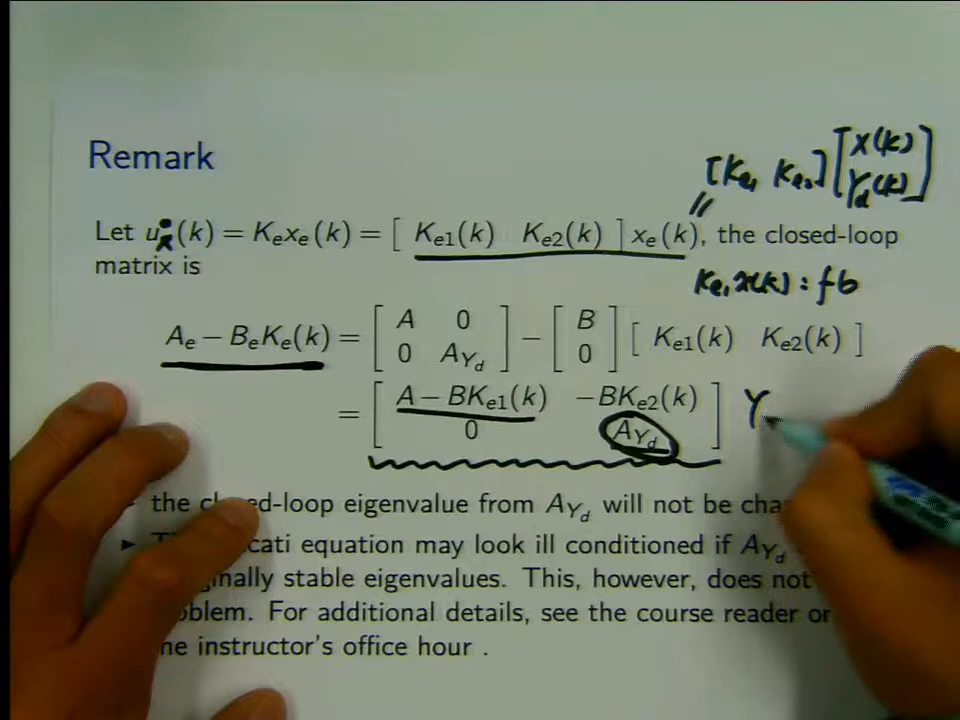 Remark
[Ke1 Ke2] [x(k) Yd(k)]
Let u (k) = Kexe(k) = [ Ke1(k) Ke2(k) ] xe(k), the closed-loop
matrix is
Ke1 x(k) : fb
Ae − BeKe(k) = [ A 0 0 AYd ] − [ B 0 ] [ Ke1(k) Ke2(k) ]
= [ A − BKe1(k) −BKe2(k) 0 AYd ] Y
the closed-loop eigenvalue from AYd will not be
► equation may look ill conditioned if AYd
stable eigenvalues. This, however, does not
For additional details, see the course reader or
instructor's office hour .